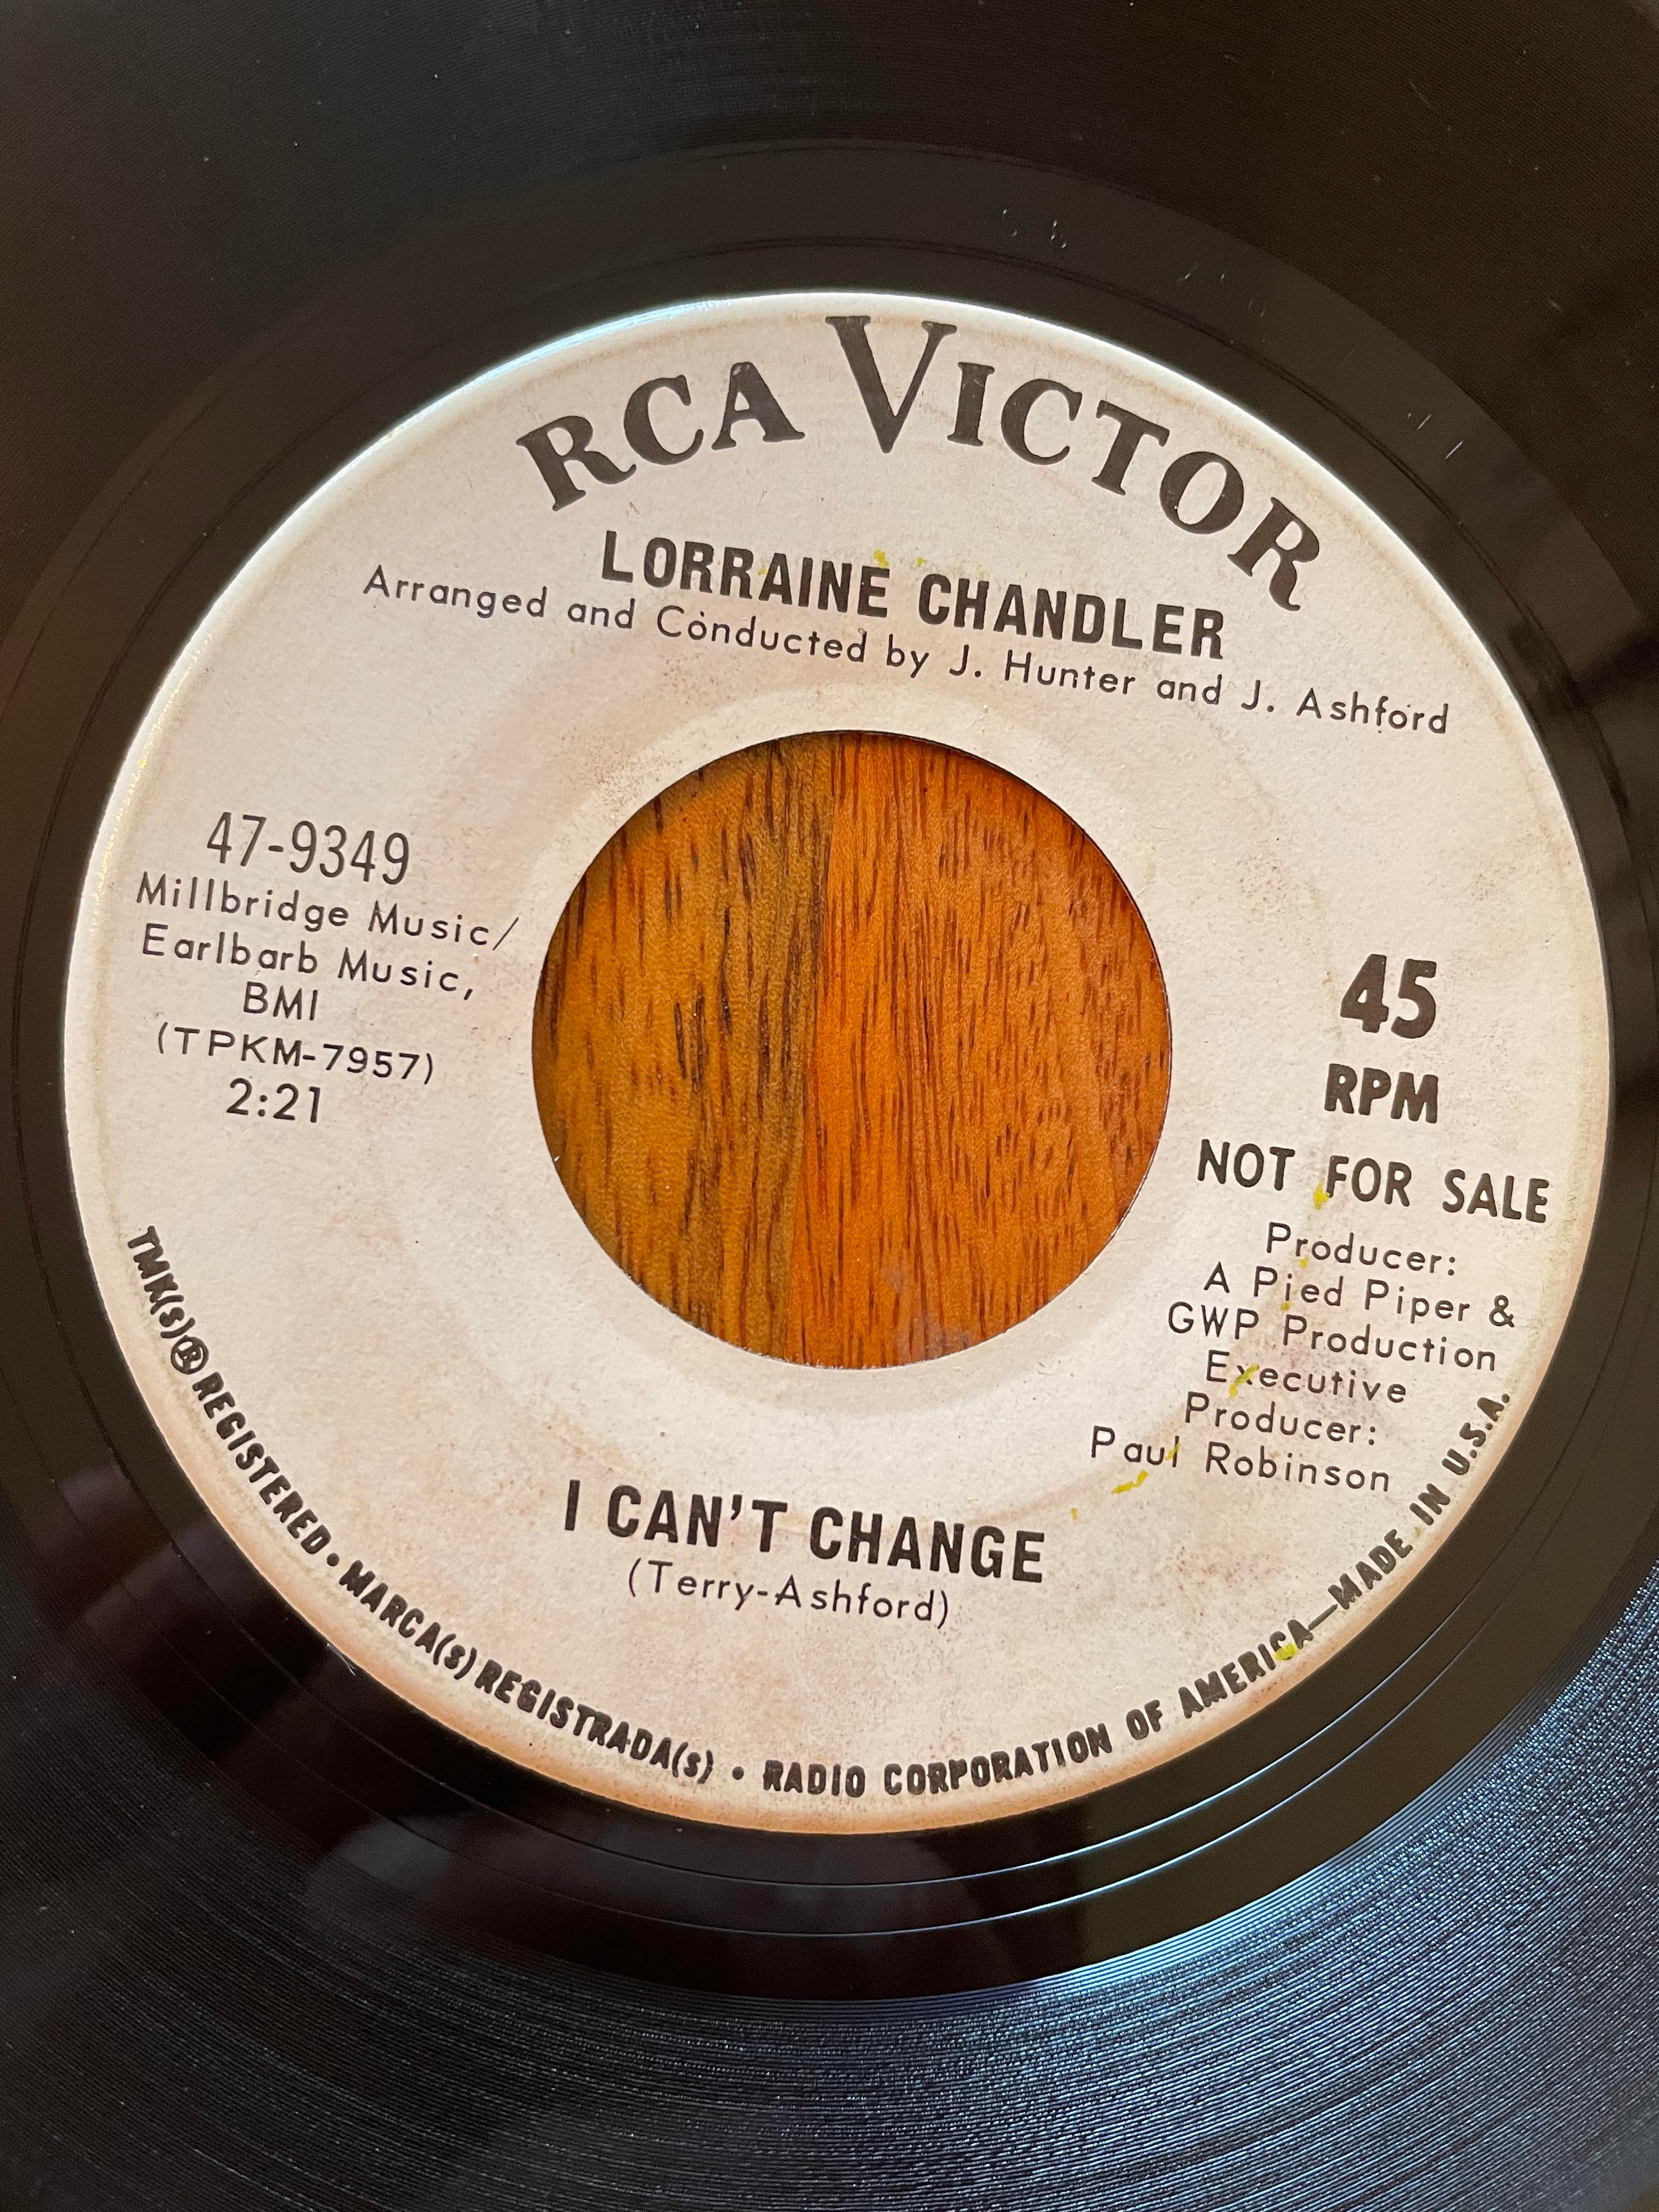 RCA VICTOR
LORRAINE CHANDLER
Arranged and Conducted by J. Hunter and J. Ashford
47-9349
Millbridge Music/
Earlbarb Music,
BMI
(TPKM-7957)
2:21
45
RPM
NOT FOR SALE
Producer:
A Pied Piper &
GWP Production
Executive
Producer:
Paul Robinson
I CAN'T CHANGE
(Terry-Ashford)
TMK(s) ® REGISTERED • MARCA(s) REGISTRADA(s) • RADIO CORPORATION OF AMERICA—MADE IN U.S.A.